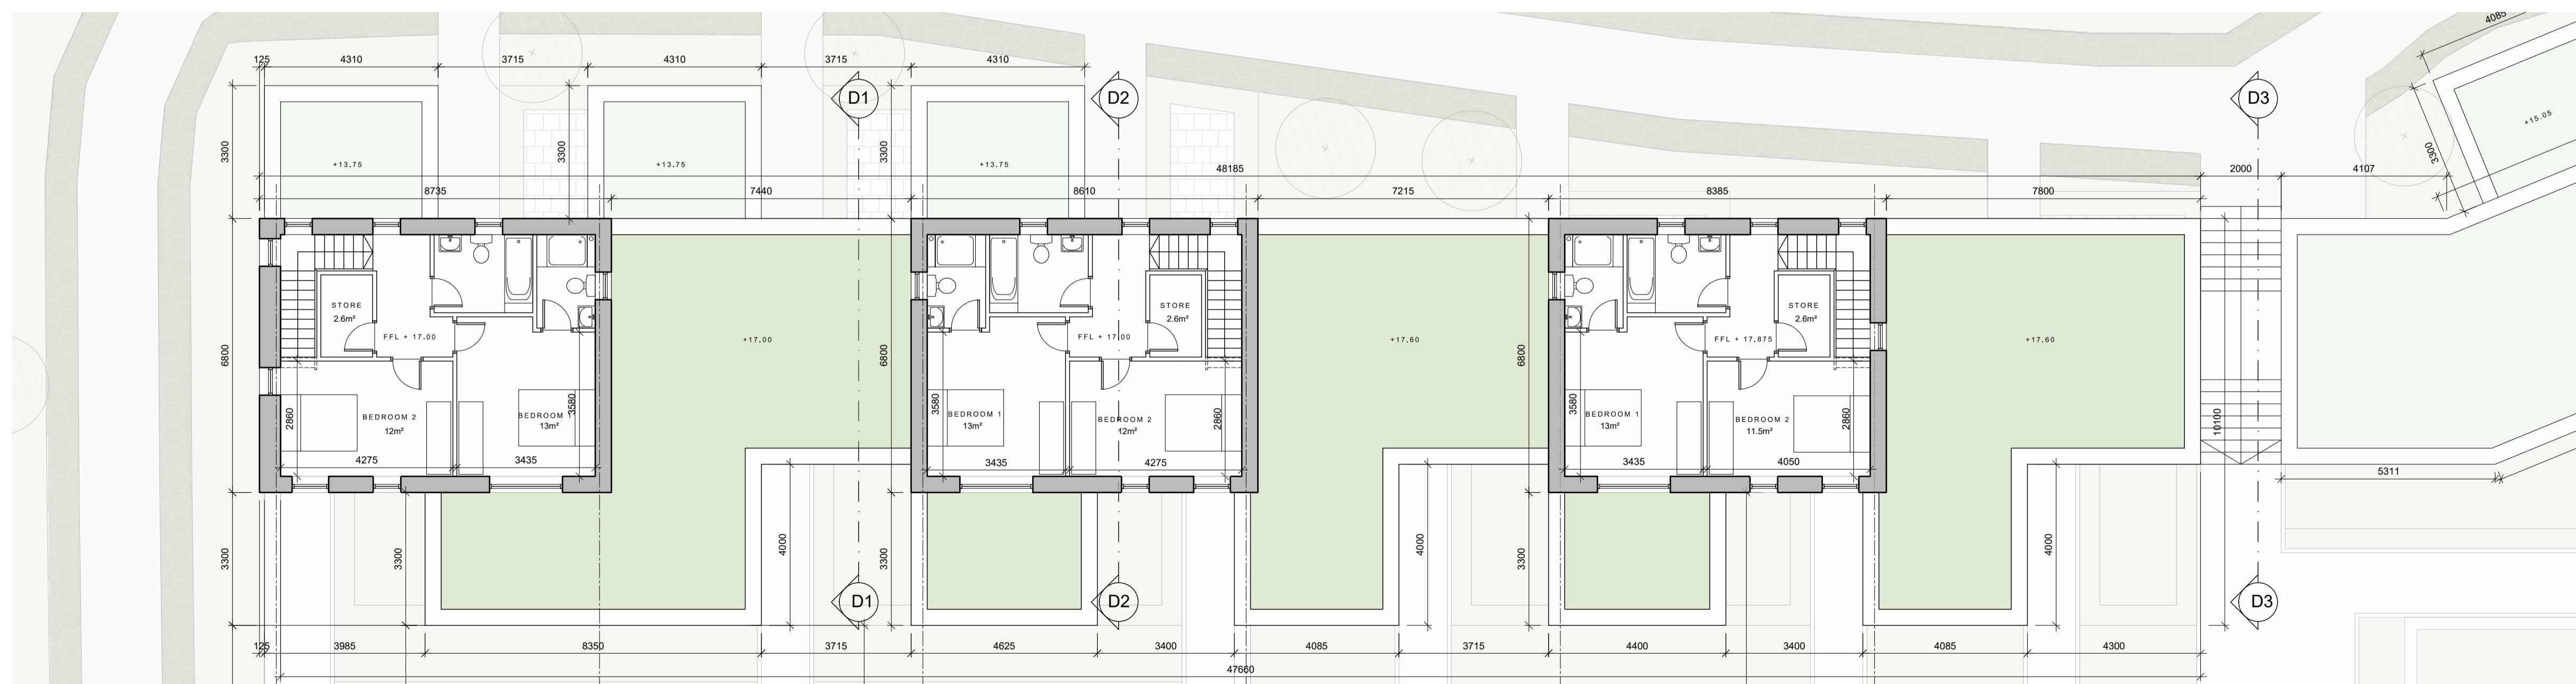 4085
125 4310 3715 4310 3715 4310
D1 D2 D3
+15.05
3300 3300 3300 3300
+13.75 +13.75 +13.75
48185 2000 4107
8735 7440 8610 7215 8385 7800
STORE STORE STORE
2.6m² 2.6m² 2.6m²
FFL + 17.00 +17.00 FFL + 17.00 +17.60 FFL + 17.875 +17.60
6800 6800 6800
2860 3580 3580 2860 3580 2860 10100
BEDROOM 2 BEDROOM 1 BEDROOM 1 BEDROOM 2 BEDROOM 1 BEDROOM 2
12m² 13m² 13m² 12m² 13m² 11.5m²
4275 3435 3435 4275 3435 4050
5311
3300 3300 4000 3300 4000 3300 4000
D1 D2 D3
125 3985 8350 3715 4625 3400 4085 3715 4400 3400 4085 4300
47660